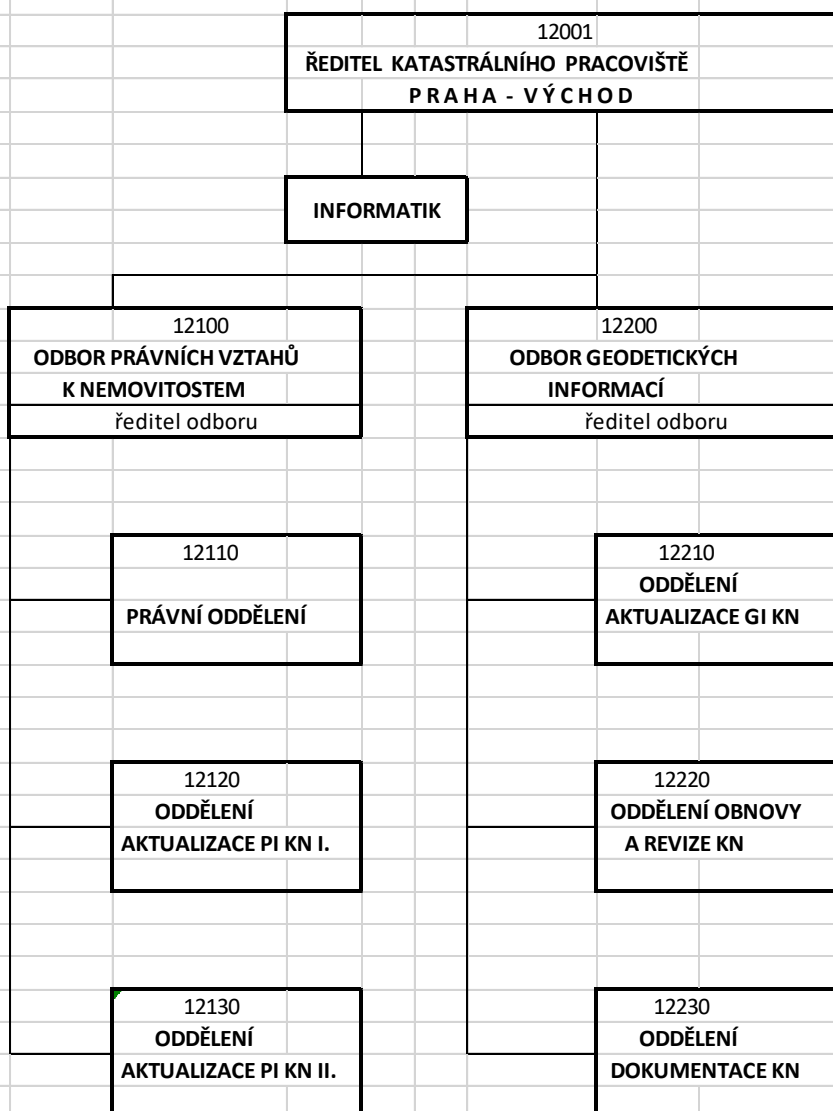 12001
ŘEDITEL KATASTRÁLNÍHO PRACOVIŠTĚ
PRAHA - VÝCHOD
INFORMATIK
12100
ODBOR PRÁVNÍCH VZTAHŮ
K NEMOVITOSTEM
ředitel odboru
12200
ODBOR GEODETICKÝCH
INFORMACÍ
ředitel odboru
12110
PRÁVNÍ ODDĚLENÍ
12210
ODDĚLENÍ
AKTUALIZACE GI KN
12120
ODDĚLENÍ
AKTUALIZACE PI KN I.
12220
ODDĚLENÍ OBNOVY
A REVIZE KN
12130
ODDĚLENÍ
AKTUALIZACE PI KN II.
12230
ODDĚLENÍ
DOKUMENTACE KN